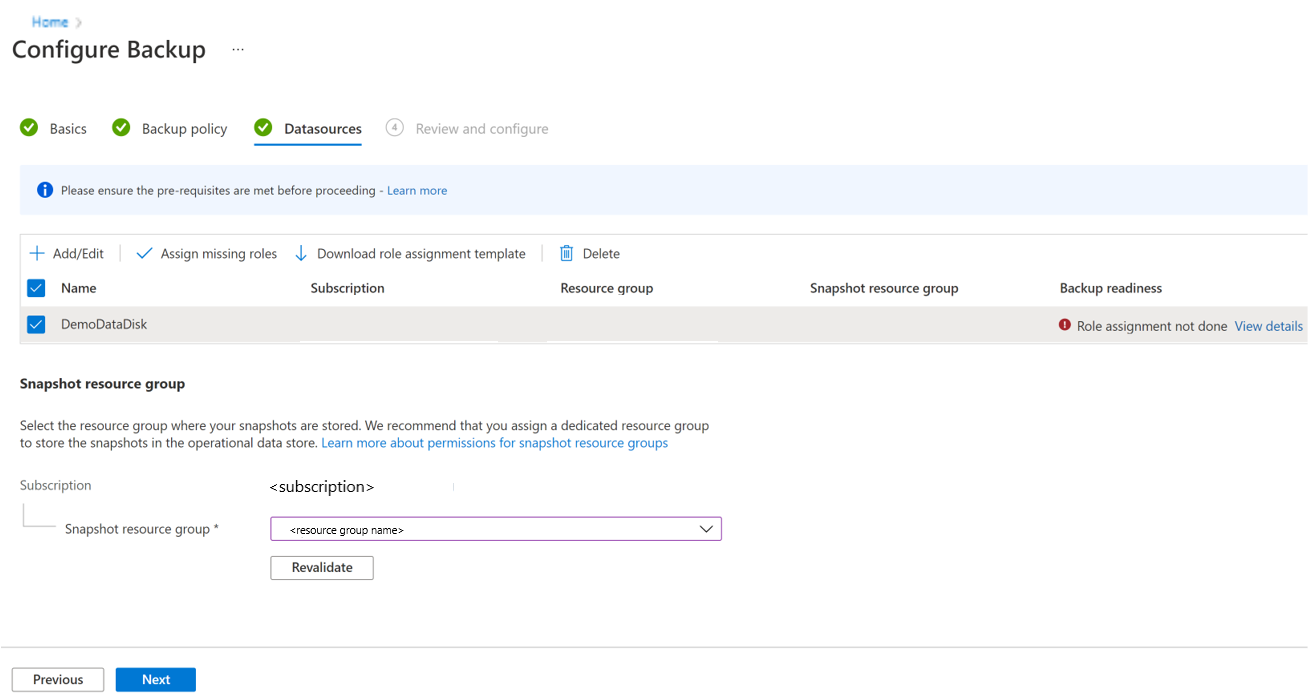 Home
Configure Backup ...
Basics Backup policy Datasources 4 Review and configure
Please ensure the pre-requisites are met before proceeding - Learn more
Add/Edit Assign missing roles Download role assignment template Delete
Name Subscription Resource group Snapshot resource group Backup readiness
DemoDataDisk Role assignment not done View details
Snapshot resource group
Select the resource group where your snapshots are stored. We recommend that you assign a dedicated resource group
to store the snapshots in the operational data store. Learn more about permissions for snapshot resource groups
Subscription <subscription>
Snapshot resource group * <resource group name>
Revalidate
Previous Next